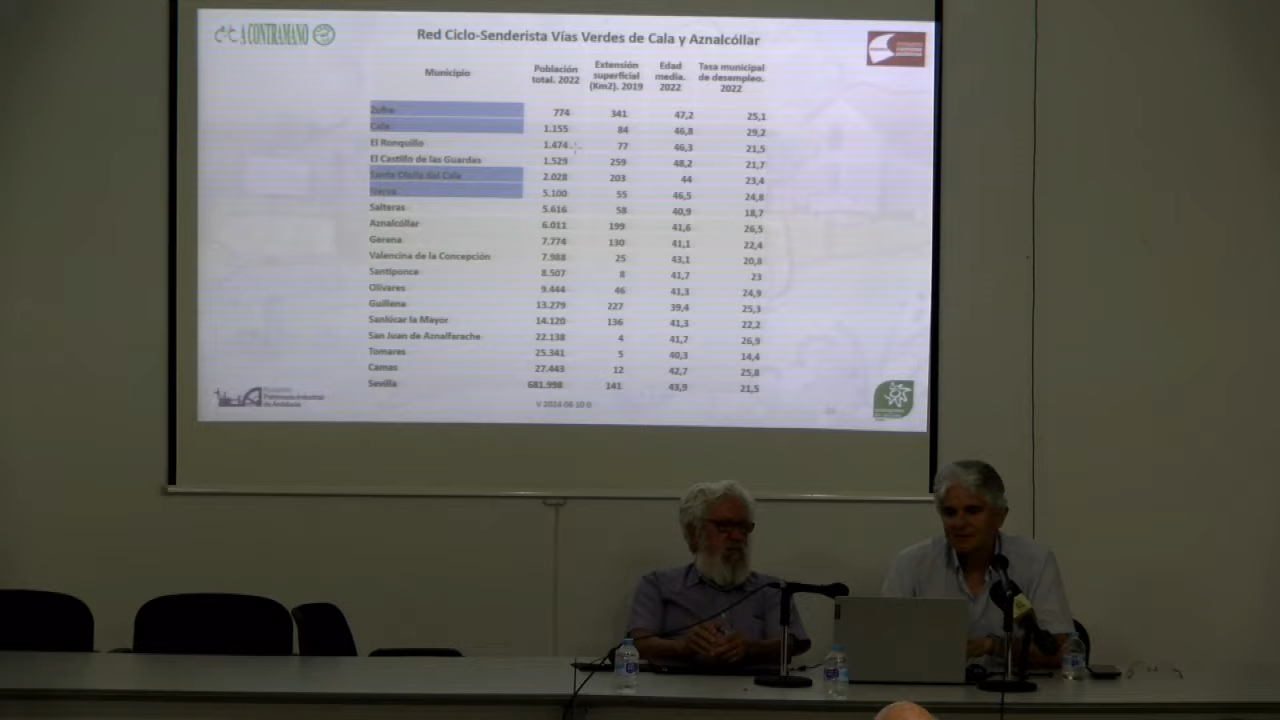 A CONTRAMANO
Red Ciclo-Senderista Vías Verdes de Cala y Aznalcóllar
Municipio Población total. 2022 Extensión superficial (Km2). 2019 Edad media. 2022 Tasa municipal de desempleo. 2022
Zufre 774 341 47,2 25,1
Cala 1.155 84 46,8 29,2
El Ronquillo 1.474 77 46,3 21,5
El Castillo de las Guardas 1.529 259 48,2 21,7
Santa Olalla del Cala 2.028 203 44 23,4
Nerva 5.100 55 46,5 24,8
Salteras 5.616 58 40,9 18,7
Aznalcóllar 6.011 199 41,6 26,5
Gerena 7.774 130 41,1 22,4
Valencina de la Concepción 7.988 25 43,1 20,8
Santiponce 8.507 8 41,7 23
Olivares 9.444 46 41,3 24,9
Guillena 13.279 227 39,4 25,3
Sanlúcar la Mayor 14.120 136 41,3 22,2
San Juan de Aznalfarache 22.138 4 41,7 26,9
Tomares 25.341 5 40,3 14,4
Camas 27.443 12 42,7 25,8
Sevilla 681.998 141 43,9 21,5
Patrimonio Industrial
de Andalucía
V 2024 06 10 0